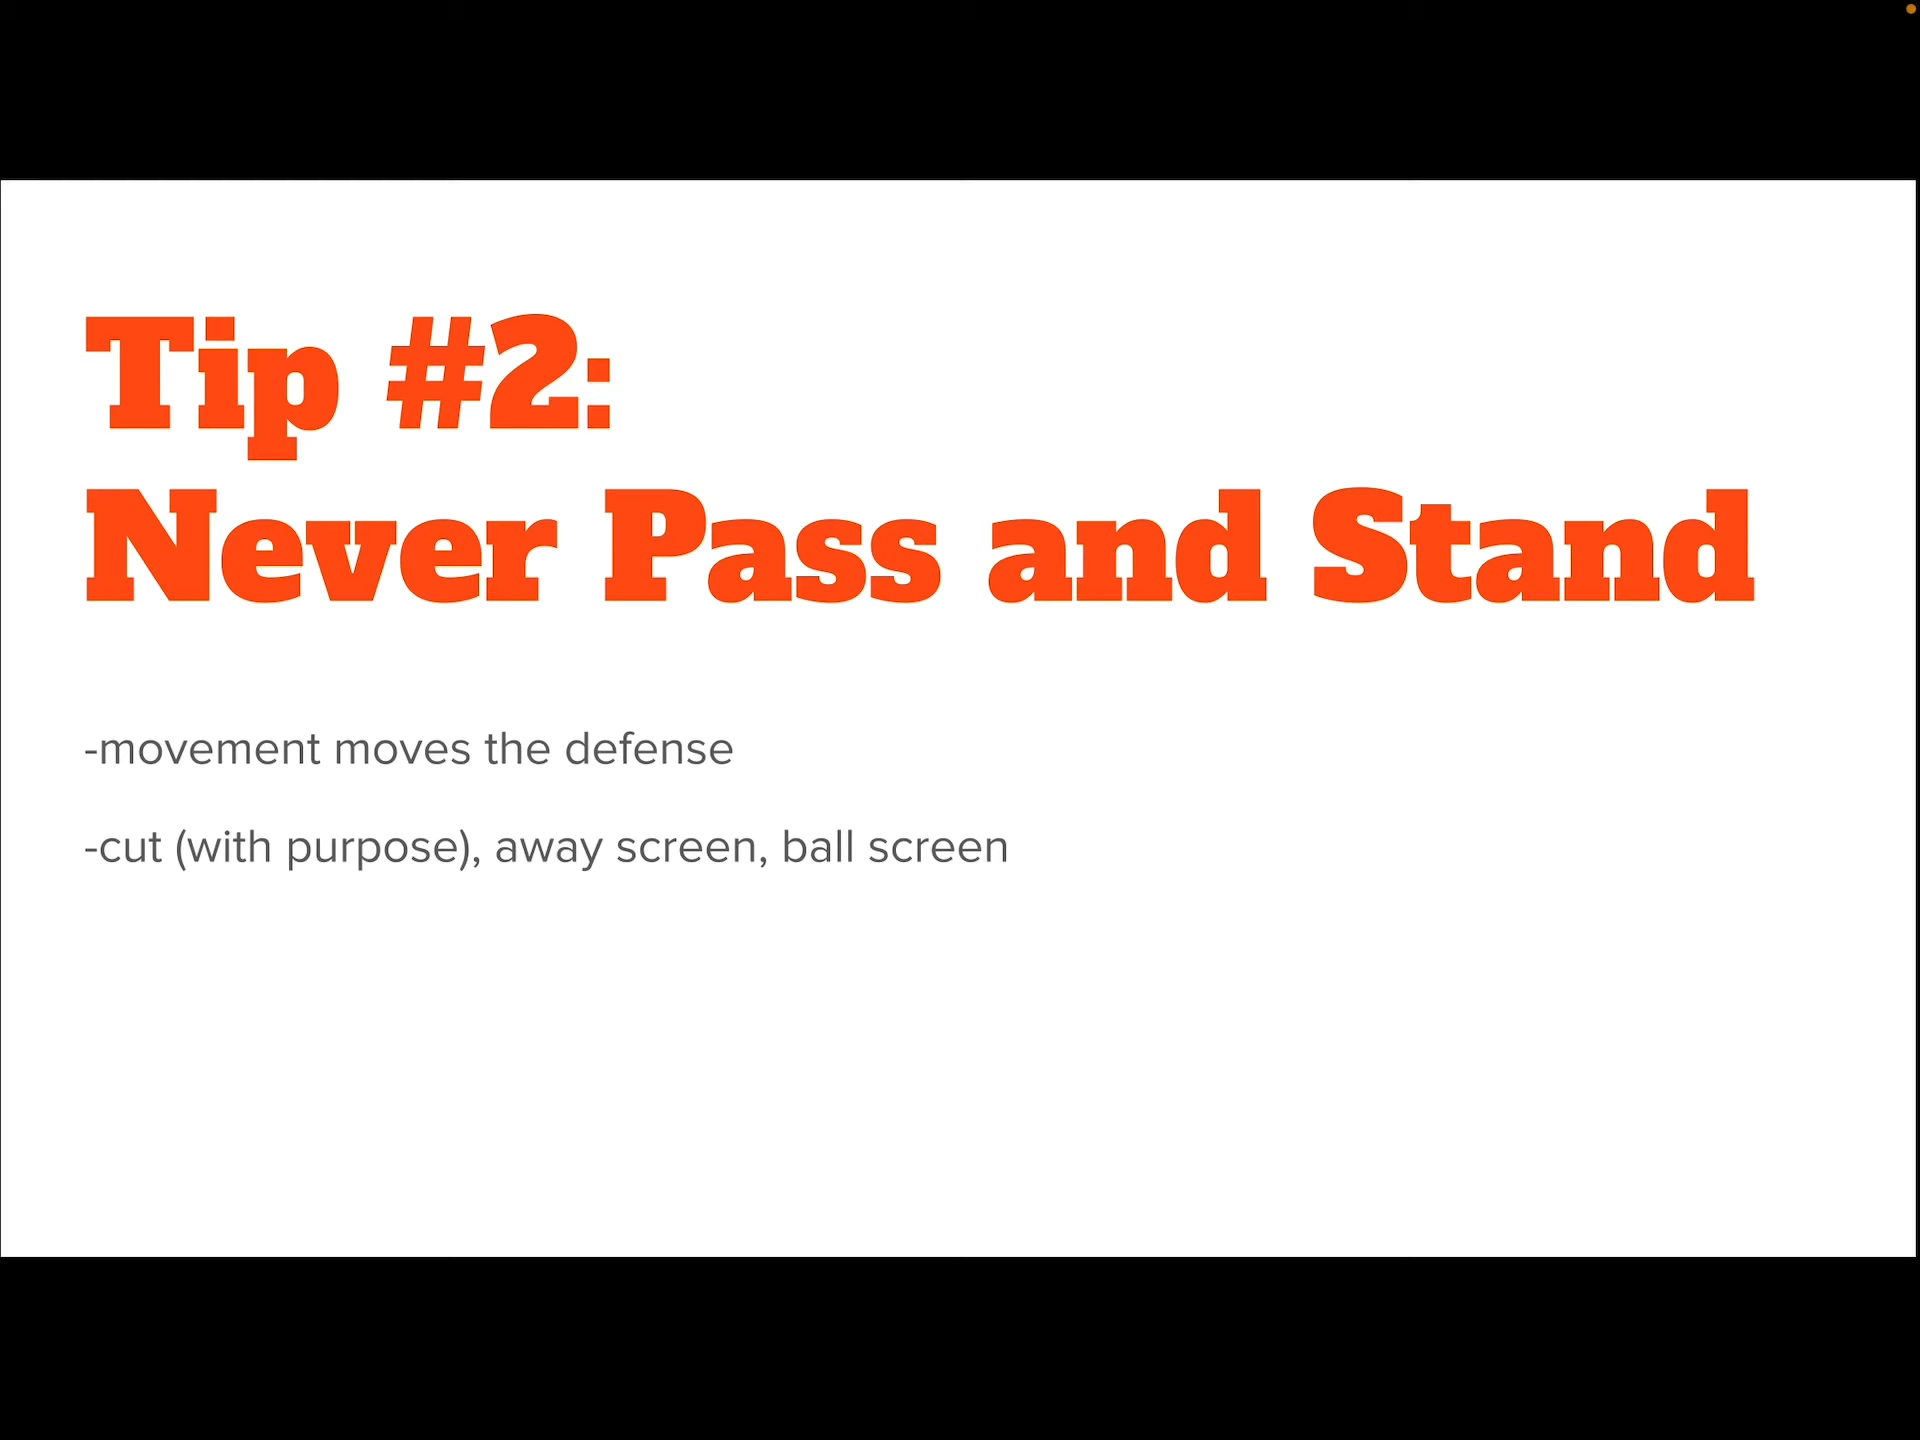 Tip #2:
Never Pass and Stand
-movement moves the defense
-cut (with purpose), away screen, ball screen